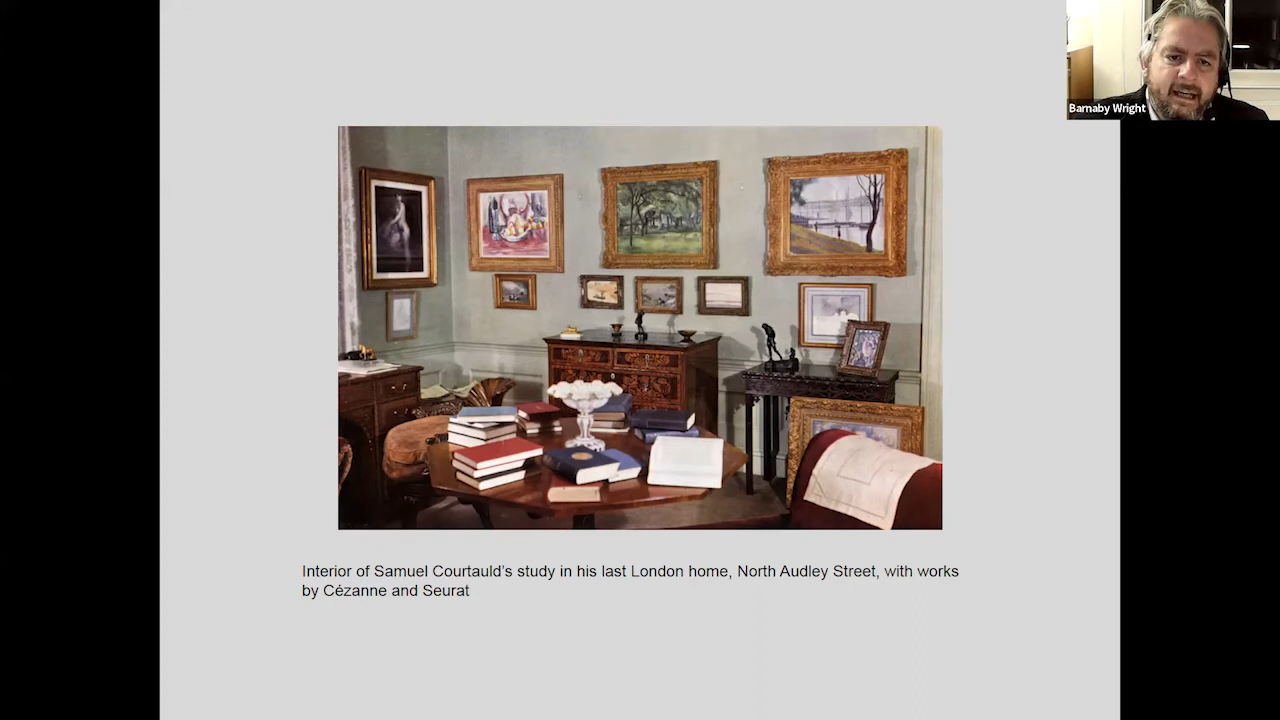 Barnaby Wright
Interior of Samuel Courtauld's study in his last London home, North Audley Street, with works
by Cézanne and Seurat